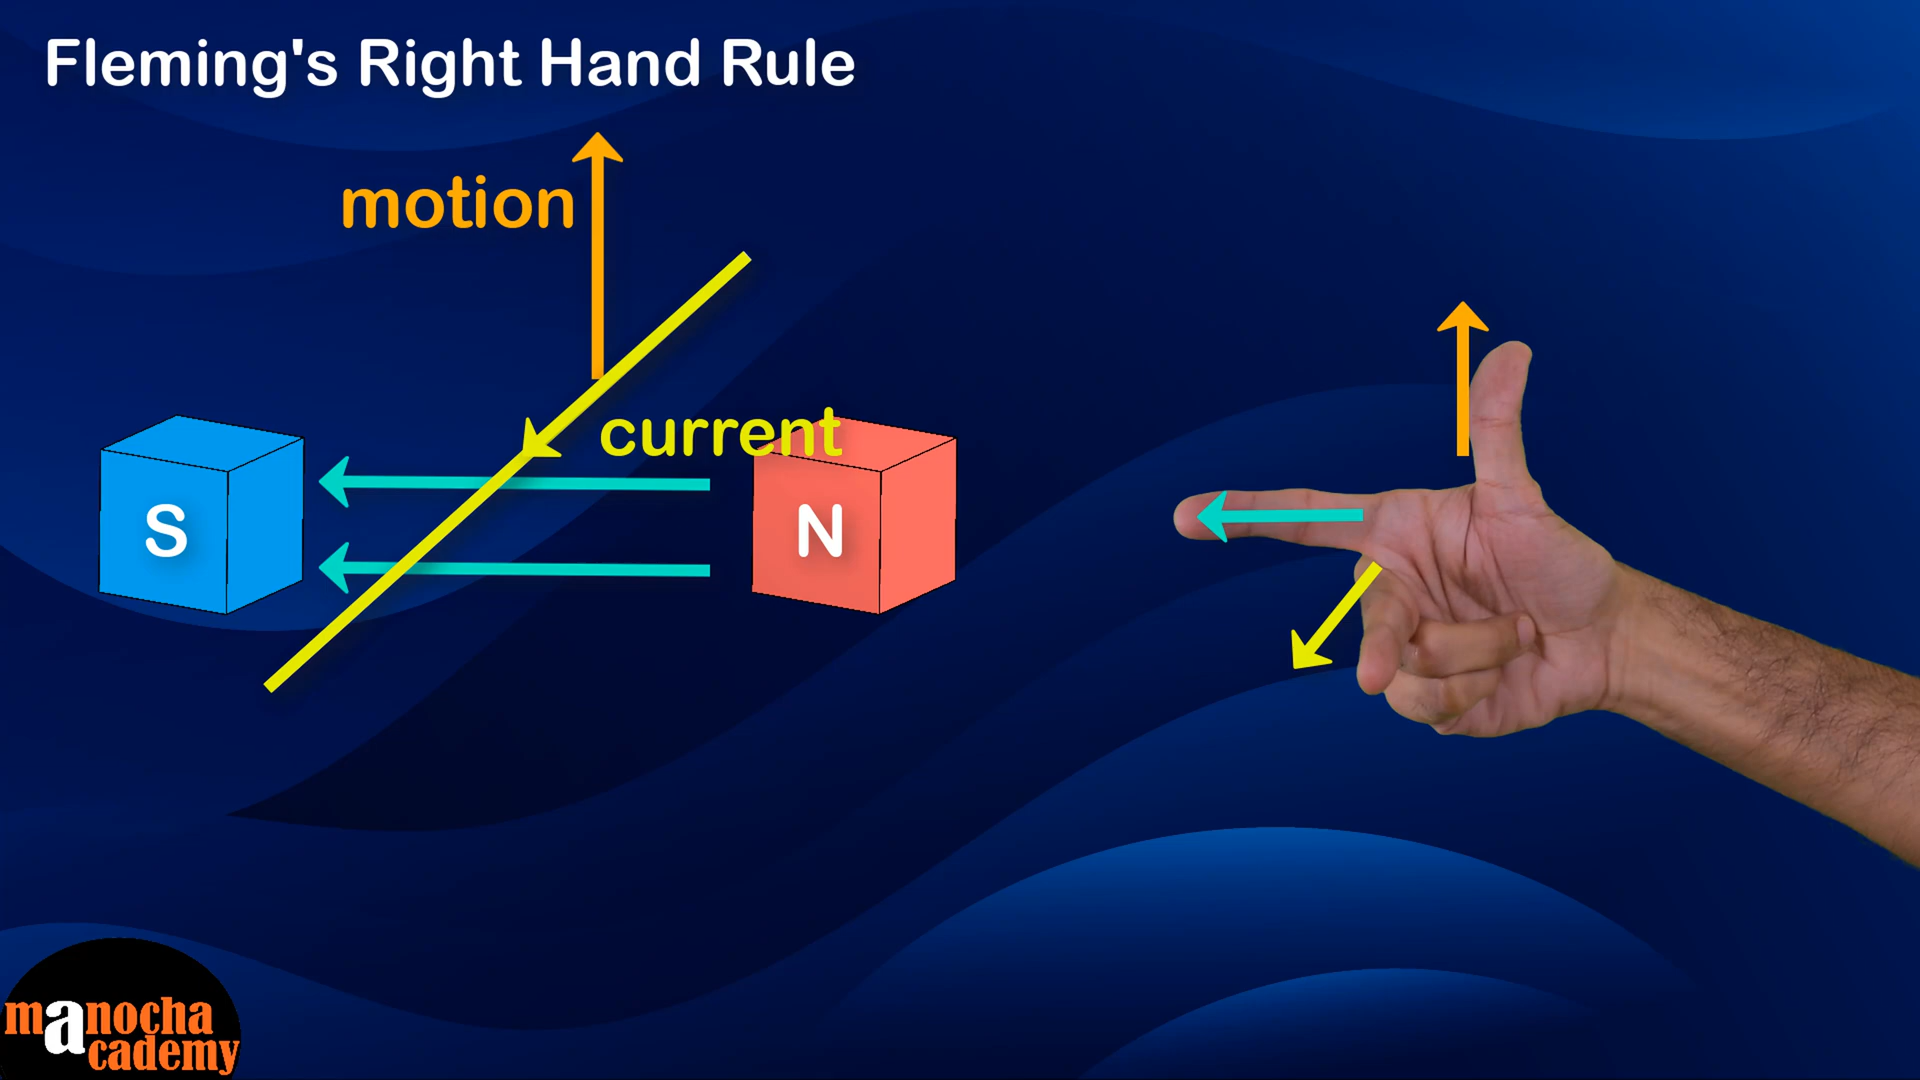 Fleming's Right Hand Rule
motion
current
S
N
manocha
academy